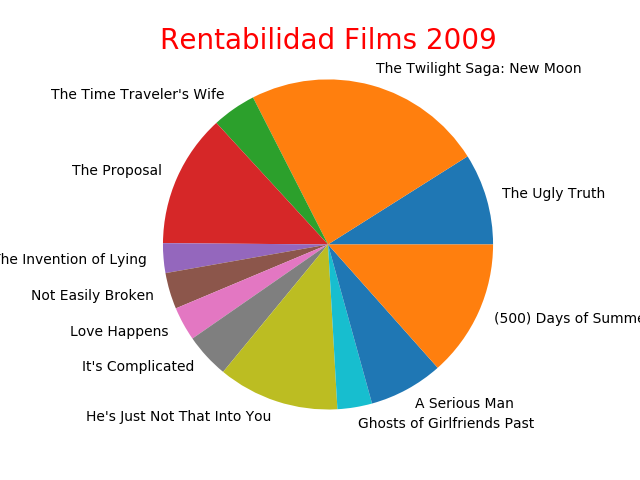 Rentabilidad Films 2009
The Twilight Saga: New Moon
The Time Traveler's Wife
The Proposal
The Ugly Truth
The Invention of Lying
Not Easily Broken
(500) Days of Summe
Love Happens
It's Complicated
A Serious Man
He's Just Not That Into You
Ghosts of Girlfriends Past